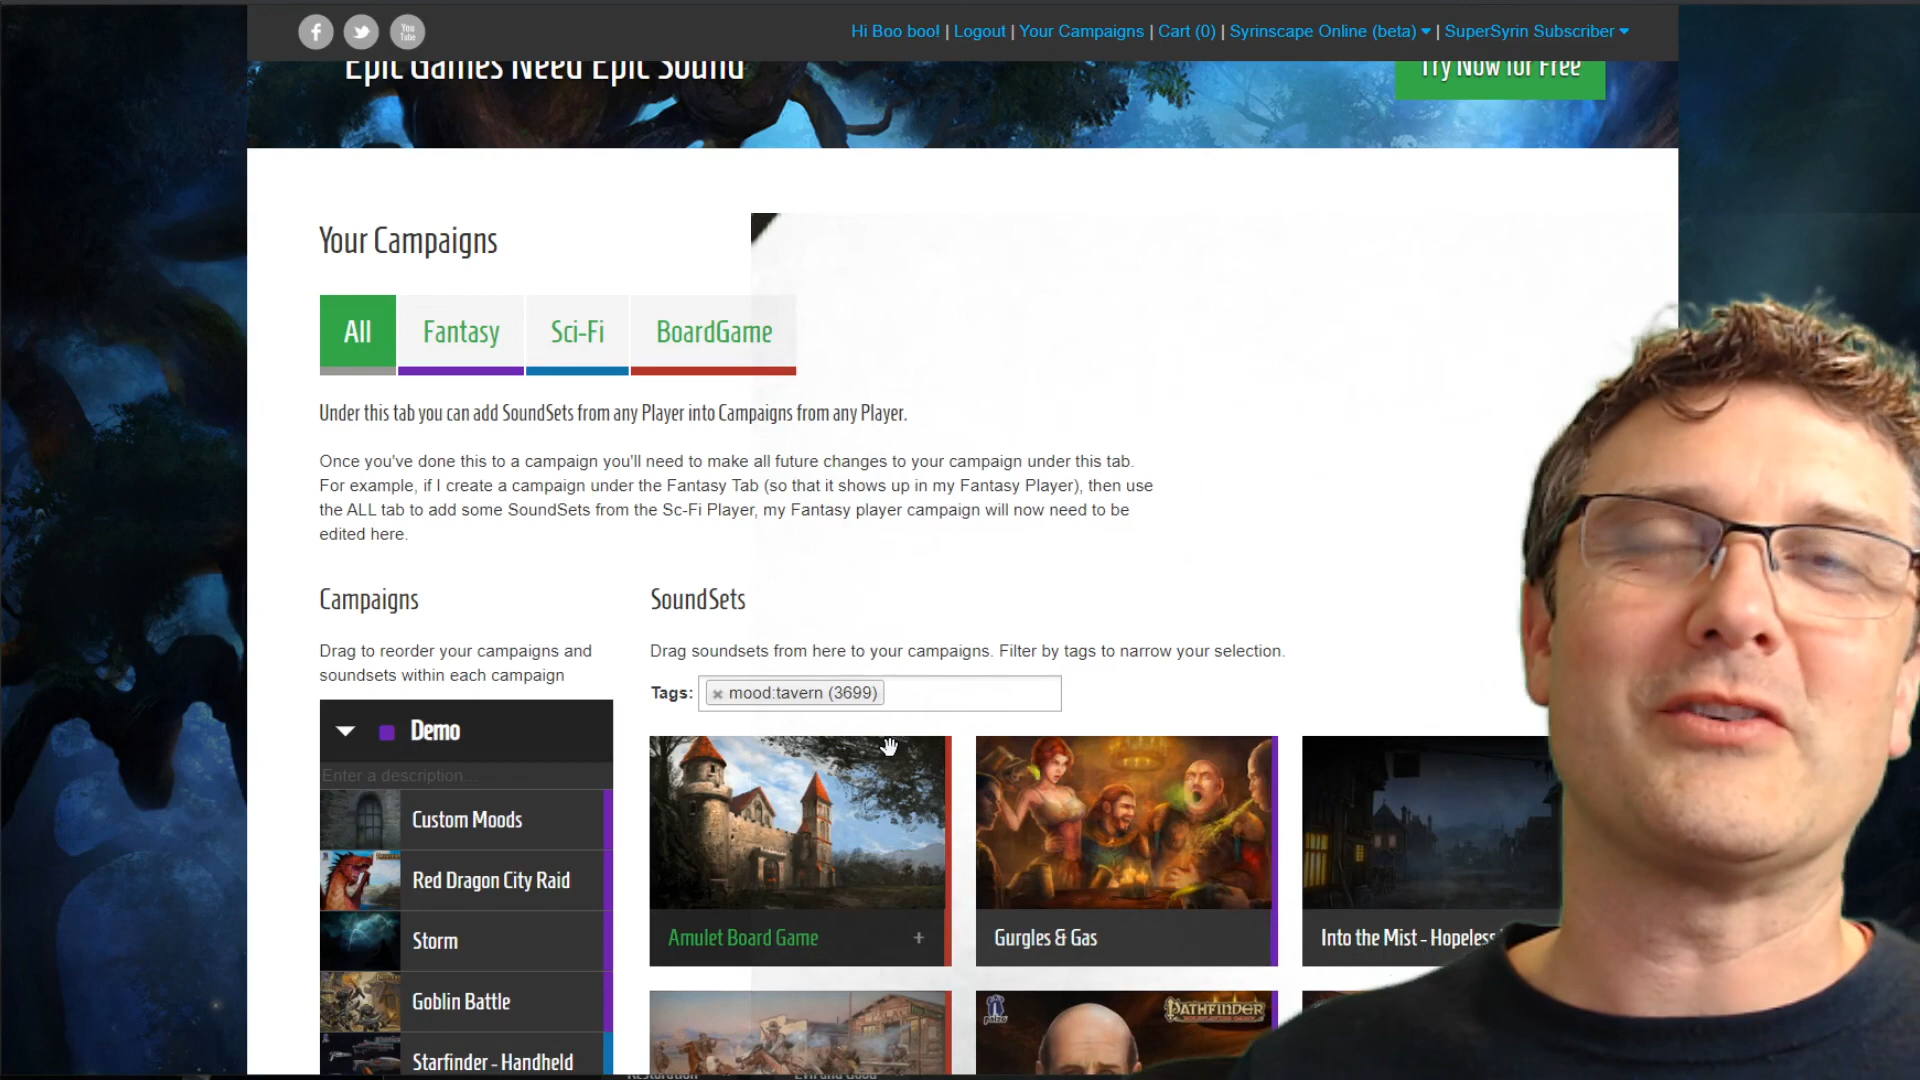 You
Tube
Hi Boo boo! | Logout | Your Campaigns | Cart (0) | Syrinscape Online (beta) | SuperSyrin Subscriber
Epic Games Need Epic Sound
Try Now for Free
Your Campaigns
All
Fantasy
Sci-Fi
BoardGame
Under this tab you can add SoundSets from any Player into Campaigns from any Player.
Once you've done this to a campaign you'll need to make all future changes to your campaign under this tab.
For example, if I create a campaign under the Fantasy Tab (so that it shows up in my Fantasy Player), then use
the ALL tab to add some SoundSets from the Sc-Fi Player, my Fantasy player campaign will now need to be
edited here.
Campaigns
Drag to reorder your campaigns and
soundsets within each campaign
Demo
Enter a description...
Custom Moods
Red Dragon City Raid
Storm
Goblin Battle
Starfinder - Handheld
SoundSets
Drag soundsets from here to your campaigns. Filter by tags to narrow your selection.
Tags: × mood:tavern (3699)
Amulet Board Game +
Gurgles & Gas
Into the Mist - Hopeless
paizo
PATHFINDER